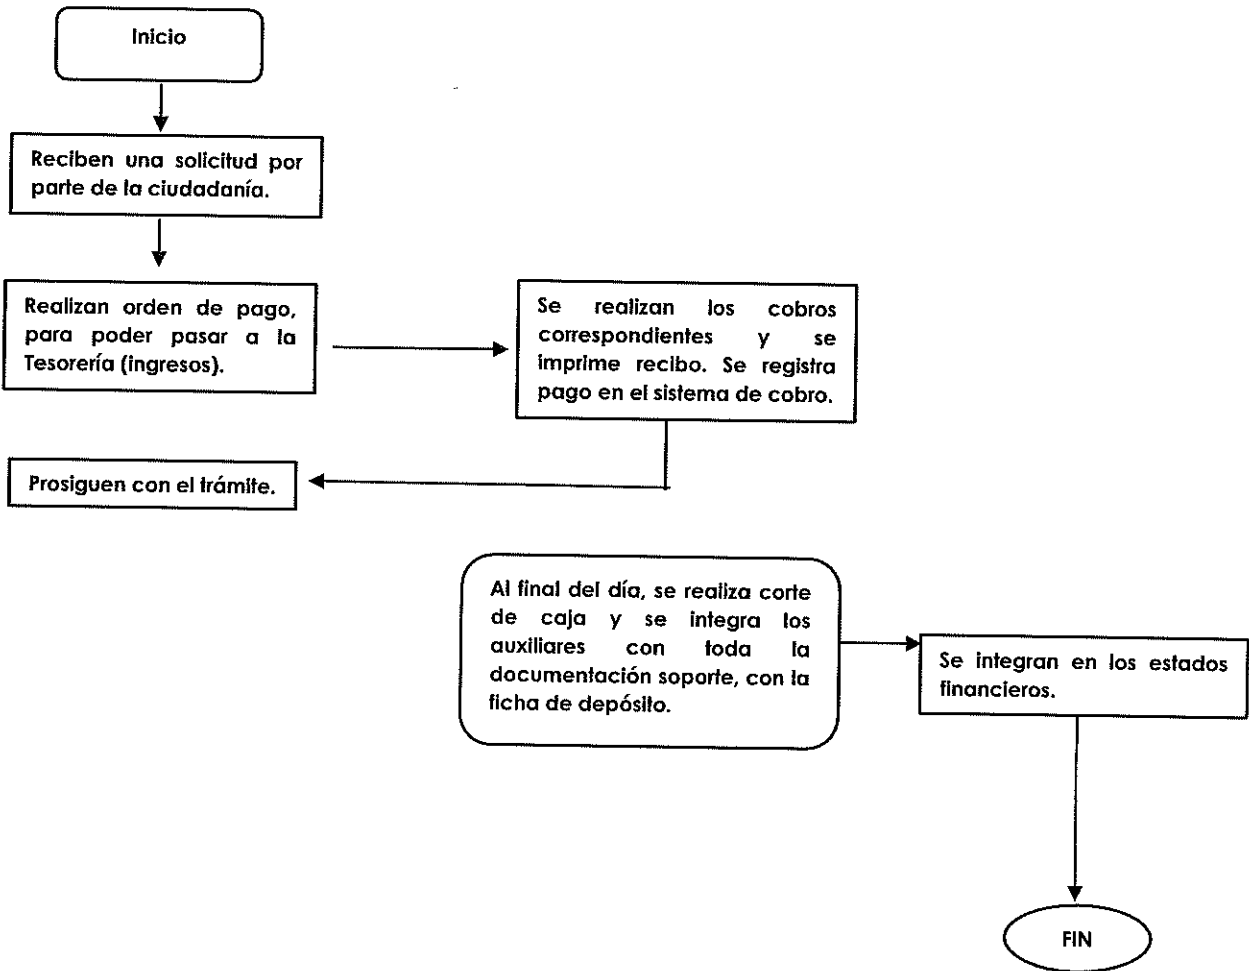 Inicio
Reciben una solicitud por
parte de la ciudadanía.
Realizan orden de pago,
para poder pasar a la
Tesorería (ingresos).
Se realizan los cobros
correspondientes y se
imprime recibo. Se registra
pago en el sistema de cobro.
Prosiguen con el trámite.
Al final del día, se realiza corte
de caja y se integra los
auxiliares con toda la
documentación soporte, con la
ficha de depósito.
Se integran en los estados
financieros.
FIN